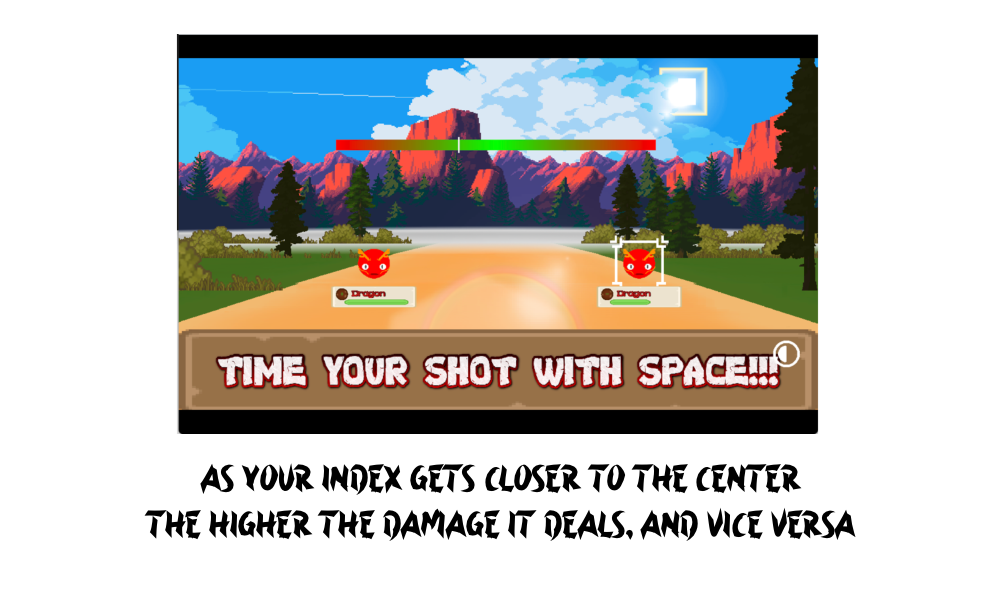 Dragon Dragon
TIME YOUR SHOT WITH SPACE!!!
AS YOUR INDEX GETS CLOSER TO THE CENTER
THE HIGHER THE DAMAGE IT DEALS, AND VICE VERSA